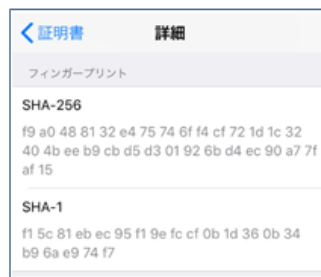 証明書 詳細
フィンガープリント
SHA-256
f9 a0 48 81 32 e4 75 74 6f f4 cf 72 1d 1c 32
40 4b ee b9 cb d5 d3 01 92 6b d4 ec 90 a7 7f
af 15
SHA-1
f1 5c 81 eb ec 95 f1 9e fc cf 0b 1d 36 0b 34
b9 6a e9 74 f7